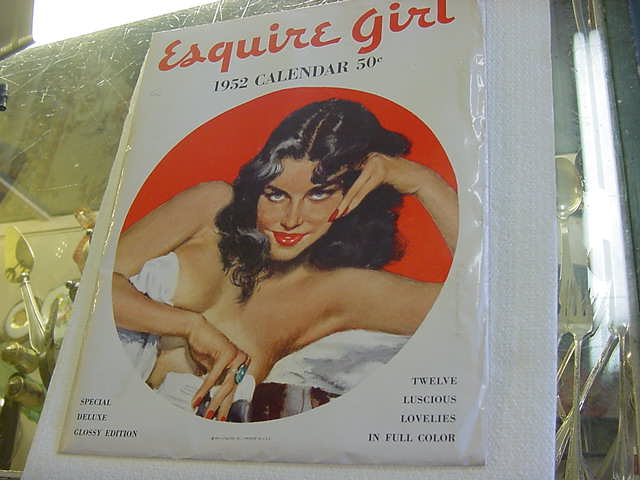 Esquire Girl
1952 CALENDAR 50¢
SPECIAL
DELUXE
GLOSSY EDITION
TWELVE
LUSCIOUS
LOVELIES
IN FULL COLOR